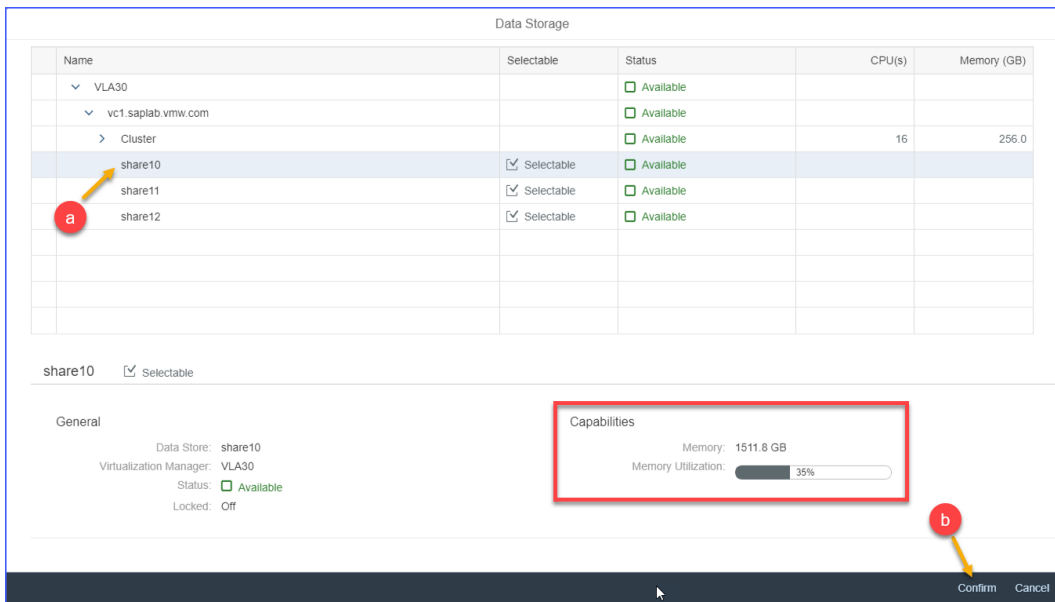 Data Storage
Name Selectable Status CPU(s) Memory (GB)
VLA30 Available
vc1.saplab.vmw.com Available
Cluster Available 16 256.0
share10 Selectable Available
share11 Selectable Available
share12 Selectable Available
a
share10 Selectable
General
Data Store: share10
Virtualization Manager: VLA30
Status: Available
Locked: Off
Capabilities
Memory: 1511.8 GB
Memory Utilization: 35%
b
Confirm Cancel